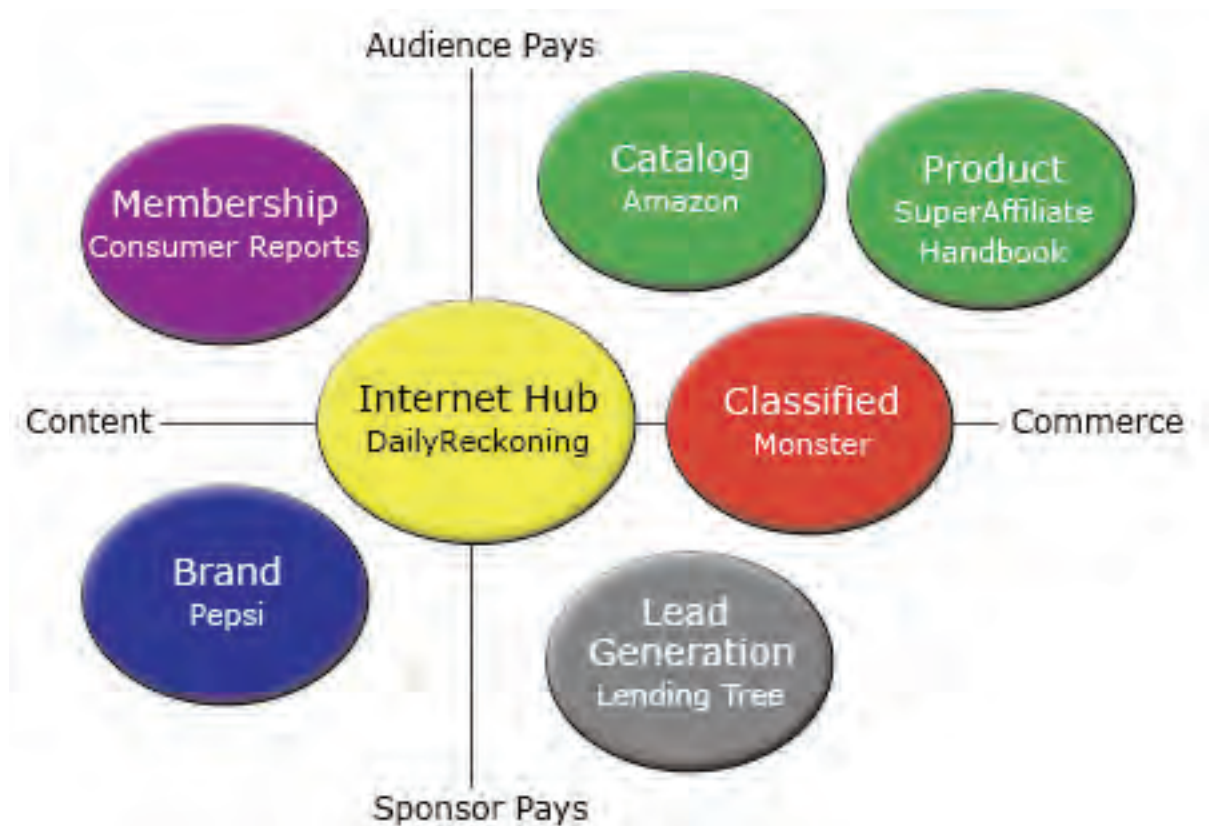 Audience Pays
Catalog
Amazon
Product
SuperAffiliate
Handbook
Membership
Consumer Reports
Internet Hub
DailyReckoning
Classified
Monster
Content
Commerce
Brand
Pepsi
Lead
Generation
Lending Tree
Sponsor Pays